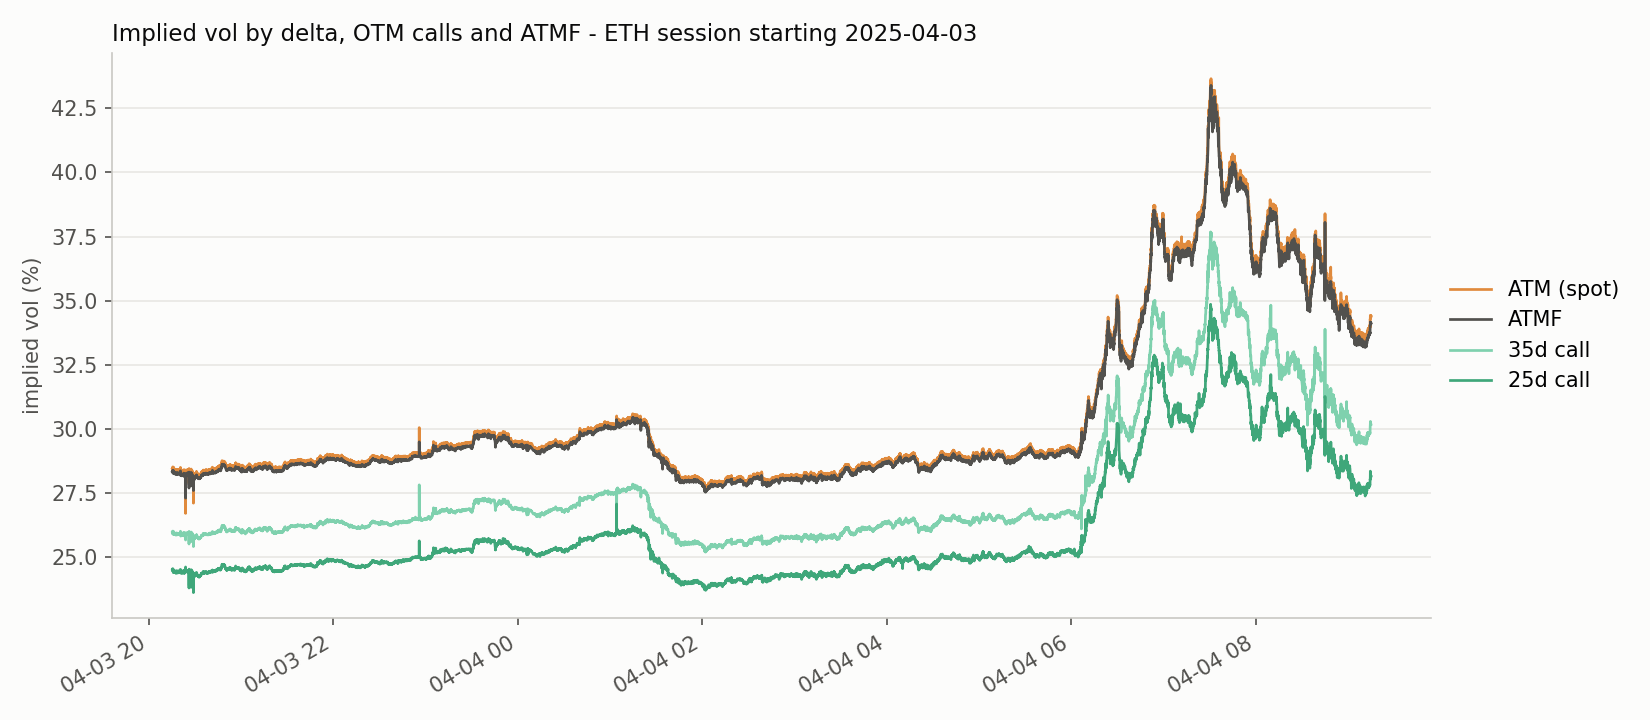 Implied vol by delta, OTM calls and ATMF - ETH session starting 2025-04-03
implied vol (%)
42.5
40.0
37.5
35.0
32.5
30.0
27.5
25.0
04-03 20
04-03 22
04-04 00
04-04 02
04-04 04
04-04 06
04-04 08
ATM (spot)
ATMF
35d call
25d call